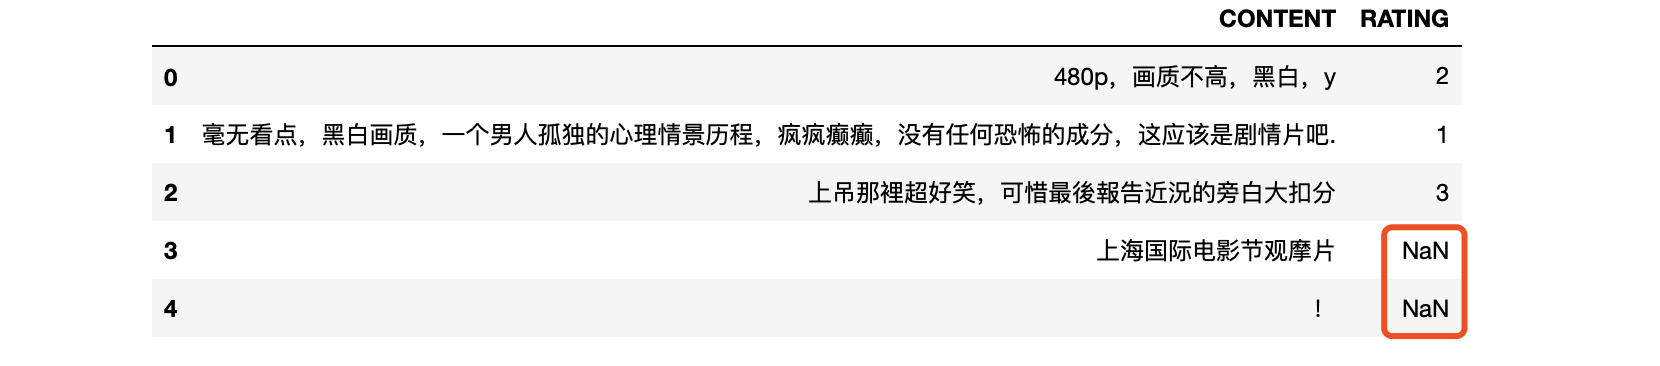 CONTENT RATING
0 480p，画质不高，黑白，y 2
1 毫无看点，黑白画质，一个男人孤独的心理情景历程，疯疯癫癫，没有任何恐怖的成分，这应该是剧情片吧. 1
2 上吊那裡超好笑，可惜最後報告近況的旁白大扣分 3
3 上海国际电影节观摩片 NaN
4 ！ NaN